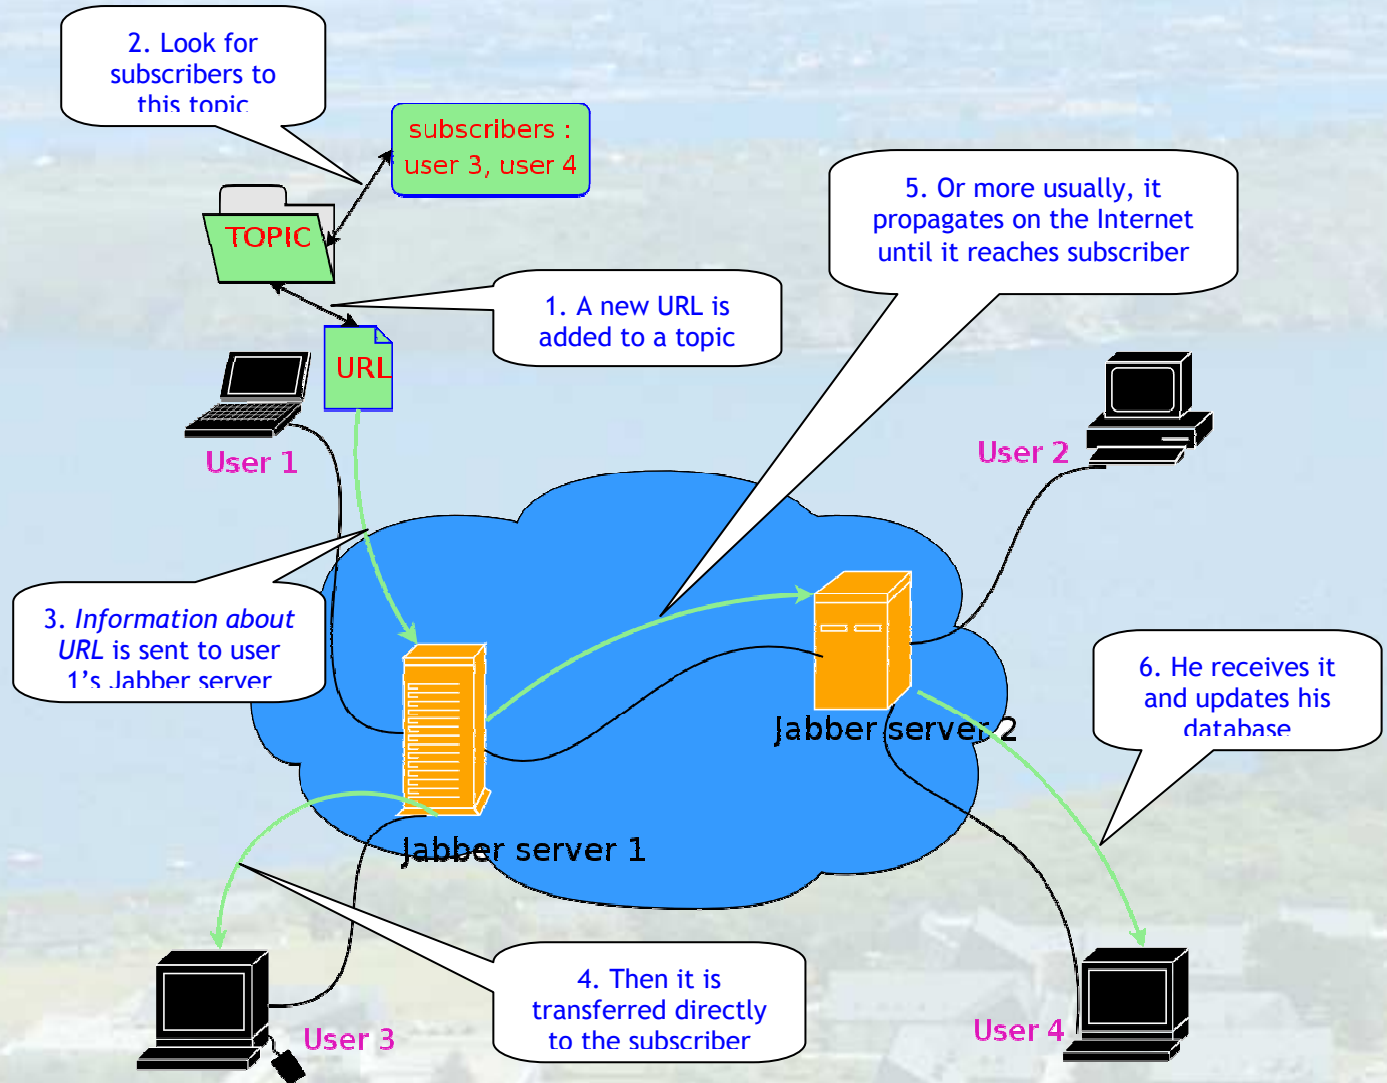 2. Look for
subscribers to
this topic
subscribers :
user 3, user 4
TOPIC
5. Or more usually, it
propagates on the Internet
until it reaches subscriber
1. A new URL is
added to a topic
URL
User 1
User 2
3. Information about
URL is sent to user
1's Jabber server
6. He receives it
and updates his
database
Jabber server 2
Jabber server 1
4. Then it is
transferred directly
to the subscriber
User 3
User 4